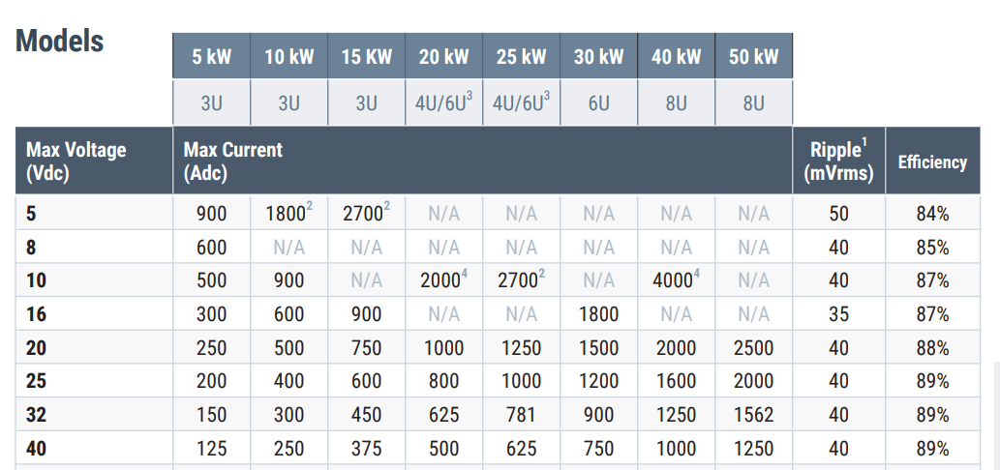 Models
5 kW 10 kW 15 KW 20 kW 25 kW 30 kW 40 kW 50 kW
3U 3U 3U 4U/6U³ 4U/6U³ 6U 8U 8U
Max Voltage (Vdc) Max Current (Adc) Ripple¹ (mVrms) Efficiency
5 900 1800² 2700² N/A N/A N/A N/A N/A 50 84%
8 600 N/A N/A N/A N/A N/A N/A N/A 40 85%
10 500 900 N/A 2000⁴ 2700² N/A 4000⁴ N/A 40 87%
16 300 600 900 N/A N/A 1800 N/A N/A 35 87%
20 250 500 750 1000 1250 1500 2000 2500 40 88%
25 200 400 600 800 1000 1200 1600 2000 40 89%
32 150 300 450 625 781 900 1250 1562 40 89%
40 125 250 375 500 625 750 1000 1250 40 89%